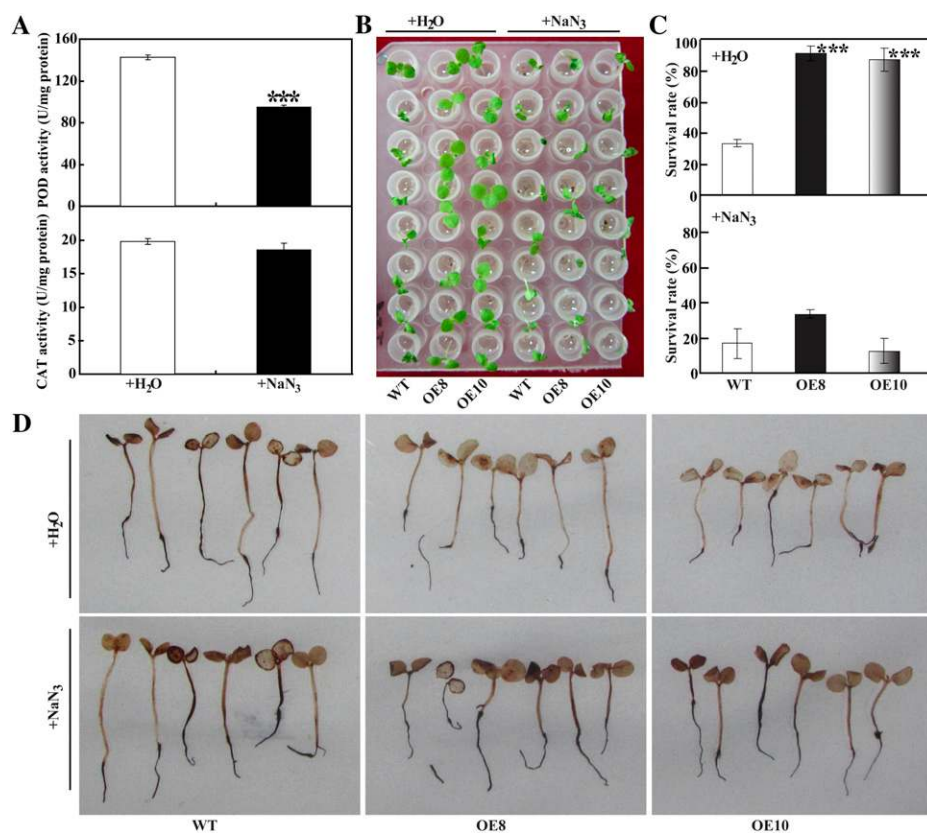 A
160
120
80
40
0
POD activity (U/mg protein)
***
20
15
10
5
0
CAT activity (U/mg protein)
+H₂O
+NaN₃
B
+H₂O
+NaN₃
WT
OE8
OE10
WT
OE8
OE10
C
+H₂O
100
80
60
40
20
0
Survival rate (%)
***
***
+NaN₃
80
60
40
20
0
Survival rate (%)
WT
OE8
OE10
D
+H₂O
+NaN₃
WT
OE8
OE10